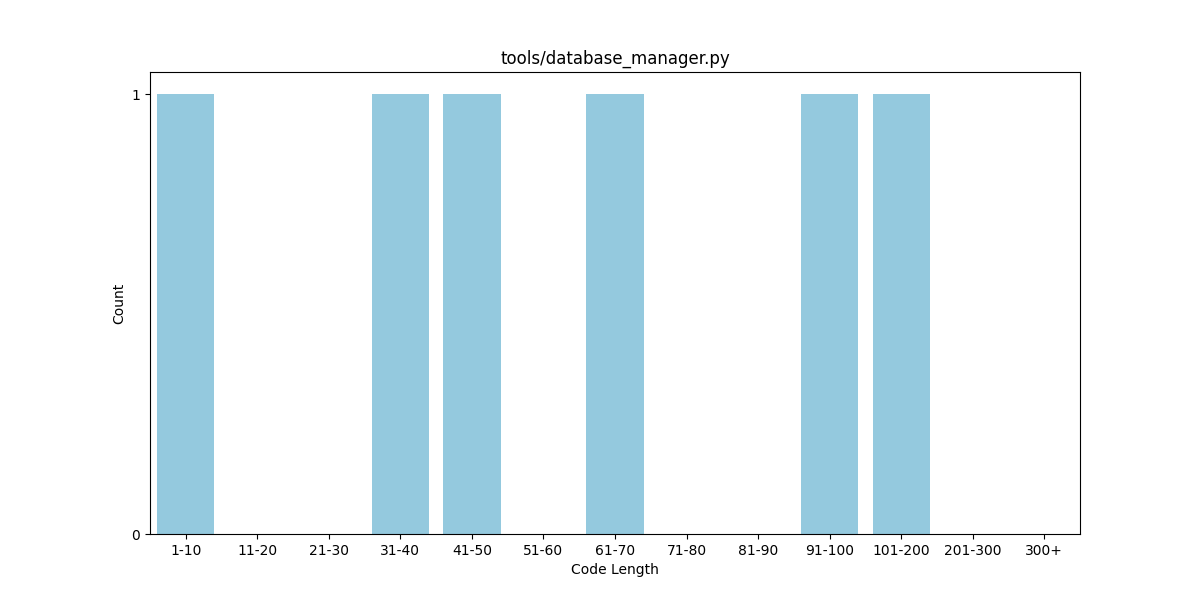 tools/database_manager.py
1
0
Count
1-10 11-20 21-30 31-40 41-50 51-60 61-70 71-80 81-90 91-100 101-200 201-300 300+
Code Length